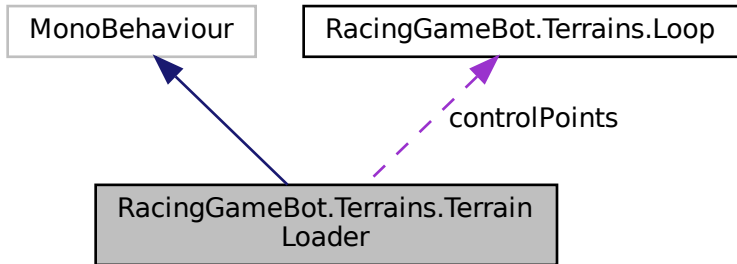 MonoBehaviour
RacingGameBot.Terrains.Loop
controlPoints
RacingGameBot.Terrains.Terrain
Loader